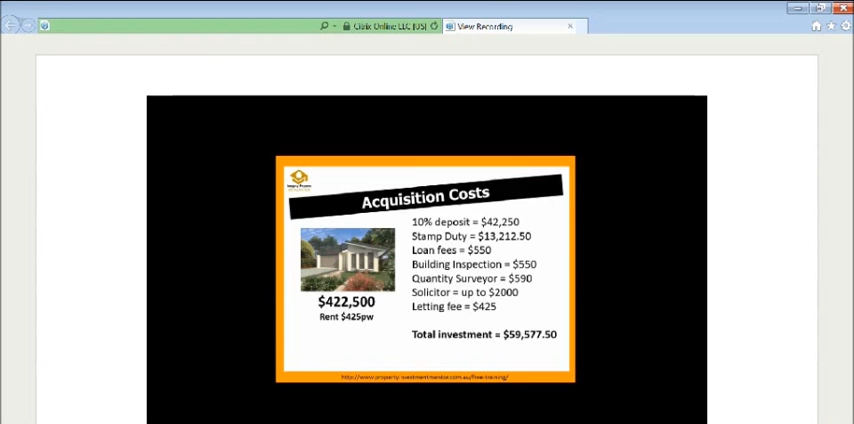 Citrix Online LLC [US]
View Recording
Acquisition Costs
10% deposit = $42,250
Stamp Duty = $13,212.50
Loan fees = $550
Building Inspection = $550
Quantity Surveyor = $590
Solicitor = up to $2000
Letting fee = $425
$422,500
Rent $425pw
Total investment = $59,577.50